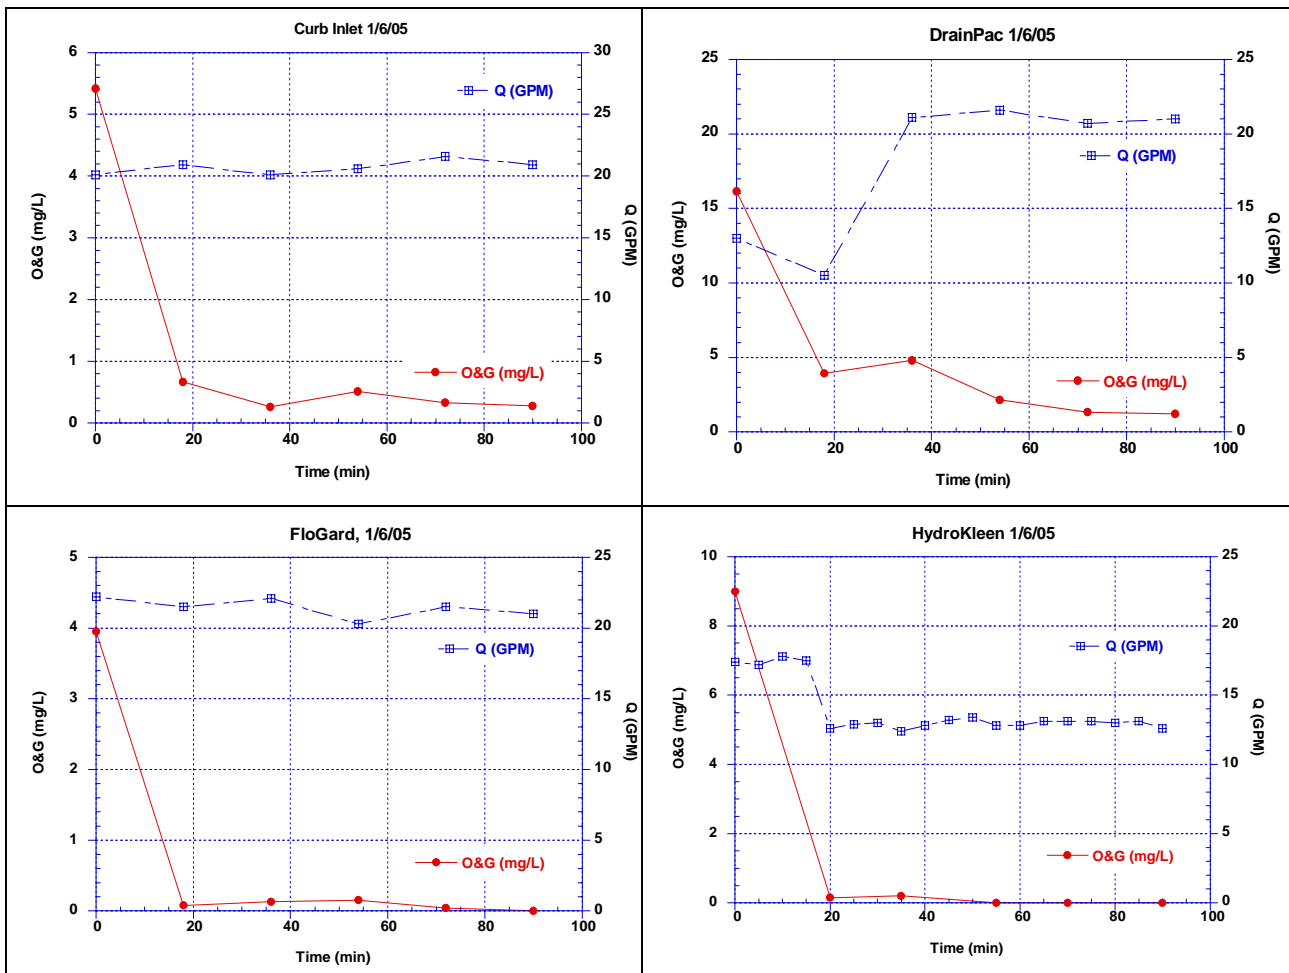 Curb Inlet 1/6/05
6
5
4
3
2
1
0
O&G (mg/L)
30
25
20
15
10
5
0
Q (GPM)
Q (GPM)
O&G (mg/L)
0 20 40 60 80 100
Time (min)
DrainPac 1/6/05
25
20
15
10
5
0
O&G (mg/L)
25
20
15
10
5
0
Q (GPM)
Q (GPM)
O&G (mg/L)
0 20 40 60 80 100
Time (min)
FloGard, 1/6/05
5
4
3
2
1
0
O&G (mg/L)
25
20
15
10
5
0
Q (GPM)
Q (GPM)
O&G (mg/L)
0 20 40 60 80 100
Time (min)
HydroKleen 1/6/05
10
8
6
4
2
0
O&G (mg/L)
25
20
15
10
5
0
Q (GPM)
Q (GPM)
O&G (mg/L)
0 20 40 60 80 100
Time (min)